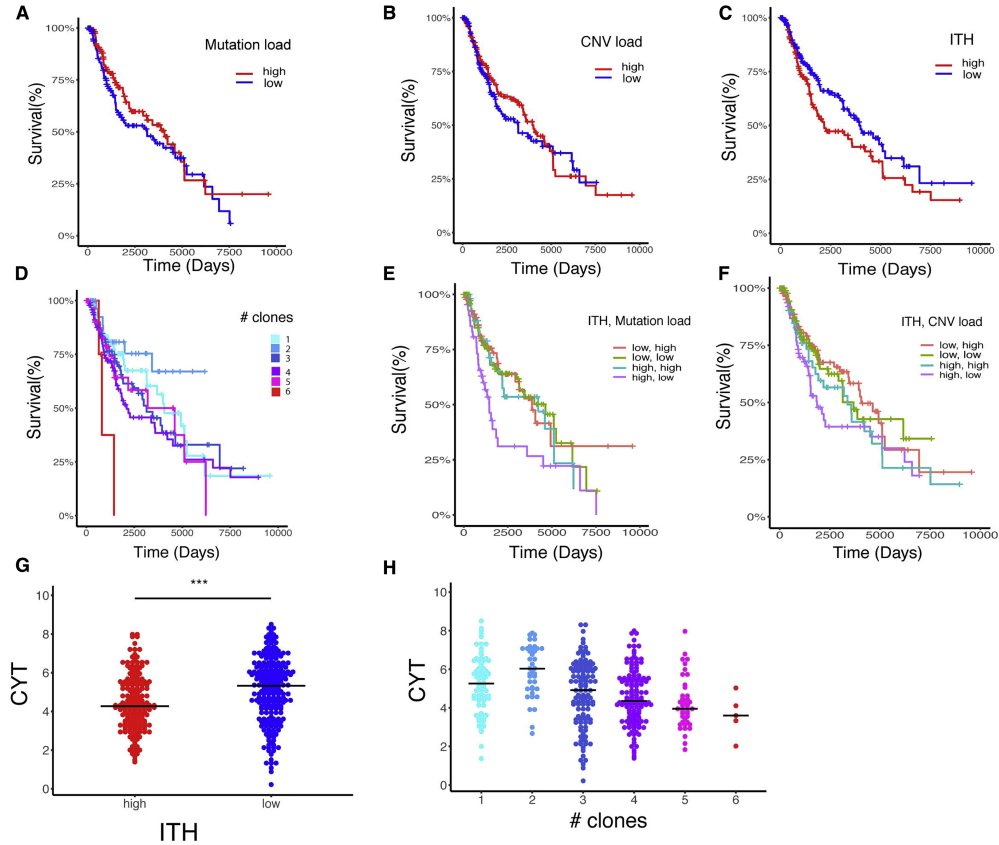 A
Mutation load
high
low
Survival(%)
100%
75%
50%
25%
0%
0
2500
5000
7500
10000
Time (Days)
B
CNV load
high
low
Survival(%)
100%
75%
50%
25%
0%
0
2500
5000
7500
10000
Time (Days)
C
ITH
high
low
Survival(%)
100%
75%
50%
25%
0%
0
2500
5000
7500
10000
Time (Days)
D
# clones
1
2
3
4
5
6
Survival(%)
100%
75%
50%
25%
0%
0
2500
5000
7500
10000
Time (Days)
E
ITH, Mutation load
low, high
low, low
high, high
high, low
Survival(%)
100%
75%
50%
25%
0%
0
2500
5000
7500
10000
Time (Days)
F
ITH, CNV load
low, high
low, low
high, high
high, low
Survival(%)
100%
75%
50%
25%
0%
0
2500
5000
7500
10000
Time (Days)
G
***
CYT
10
8
6
4
2
0
high
low
ITH
H
CYT
10
8
6
4
2
0
1
2
3
4
5
6
# clones